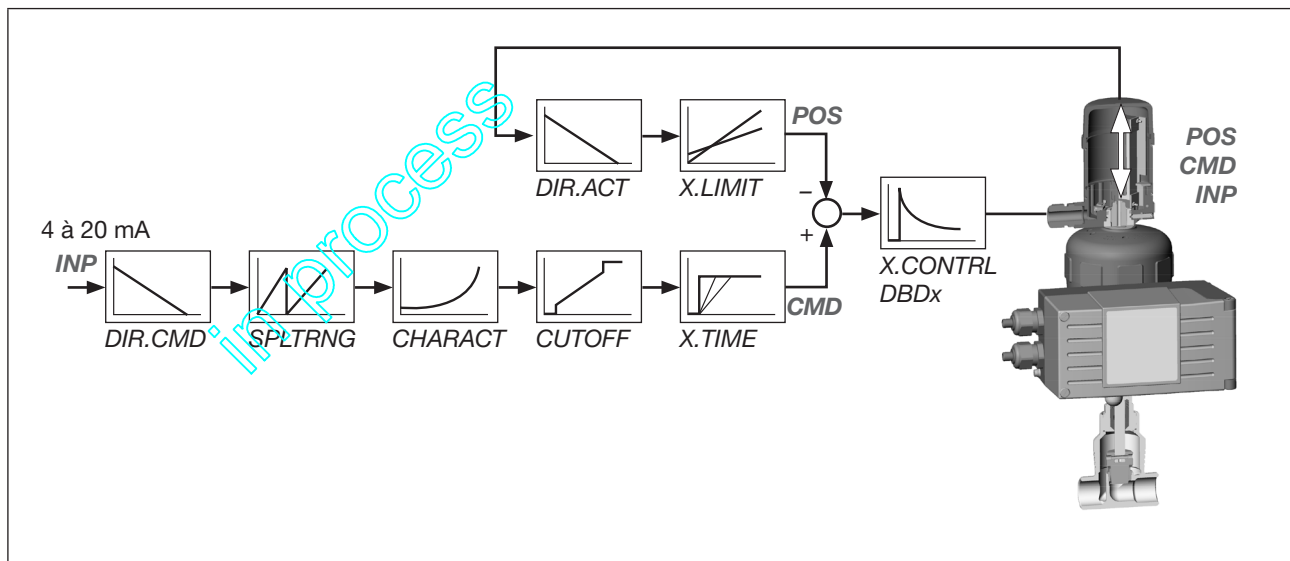 POS
DIR.ACT
X.LIMIT
–
+
POS
CMD
INP
4 à 20 mA
INP
DIR.CMD
SPLTRNG
CHARACT
CUTOFF
X.TIME
CMD
X.CONTRL
DBDx
in process